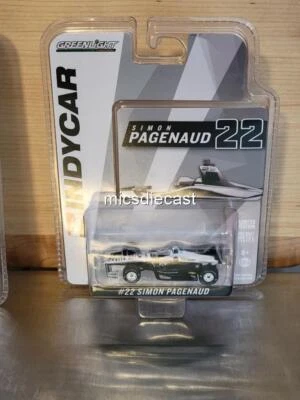 GREENLIGHT
INDYCAR
SIMON
PAGENAUD 22
micsdiecast
#22 SIMON PAGENAUD